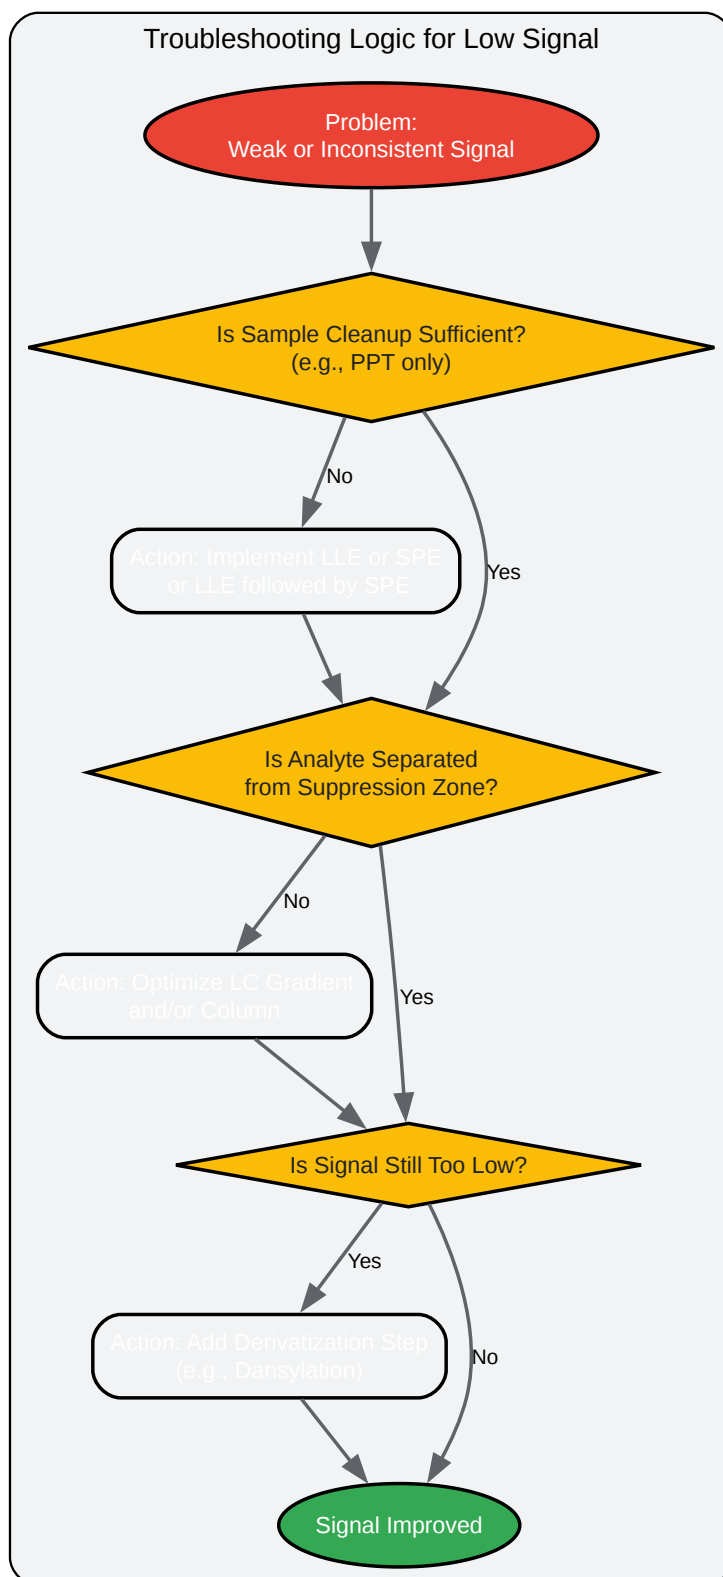 Troubleshooting Logic for Low Signal
Problem:
Weak or Inconsistent Signal
Is Sample Cleanup Sufficient?
(e.g., PPT only)
No
Action: Implement LLE or SPE
or LLE followed by SPE
Yes
Is Analyte Separated
from Suppression Zone?
No
Action: Optimize LC Gradient
and/or Column
Yes
Is Signal Still Too Low?
Yes
Action: Add Derivatization Step
(e.g., Dansylation)
No
Signal Improved